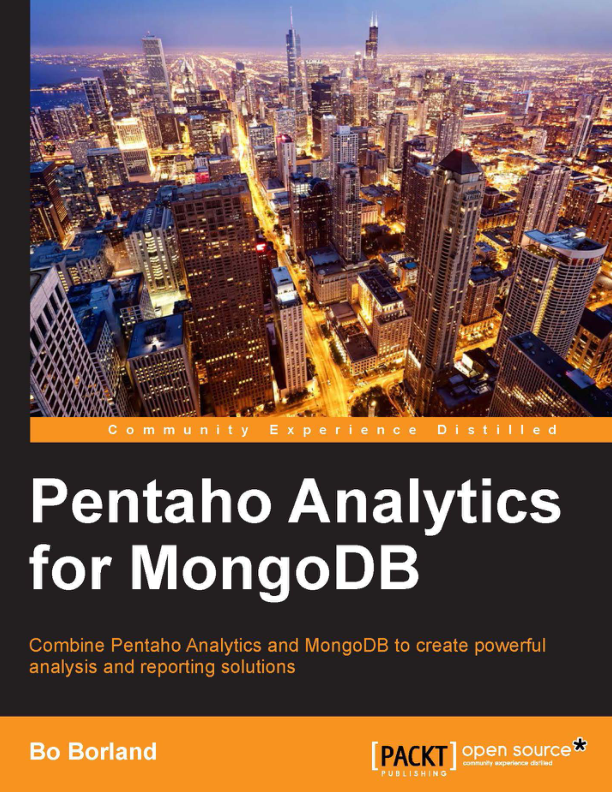 Community Experience Distilled
Pentaho Analytics
for MongoDB
Combine Pentaho Analytics and MongoDB to create powerful
analysis and reporting solutions
Bo Borland
[PACKT] open source*
PUBLISHING community experience distilled